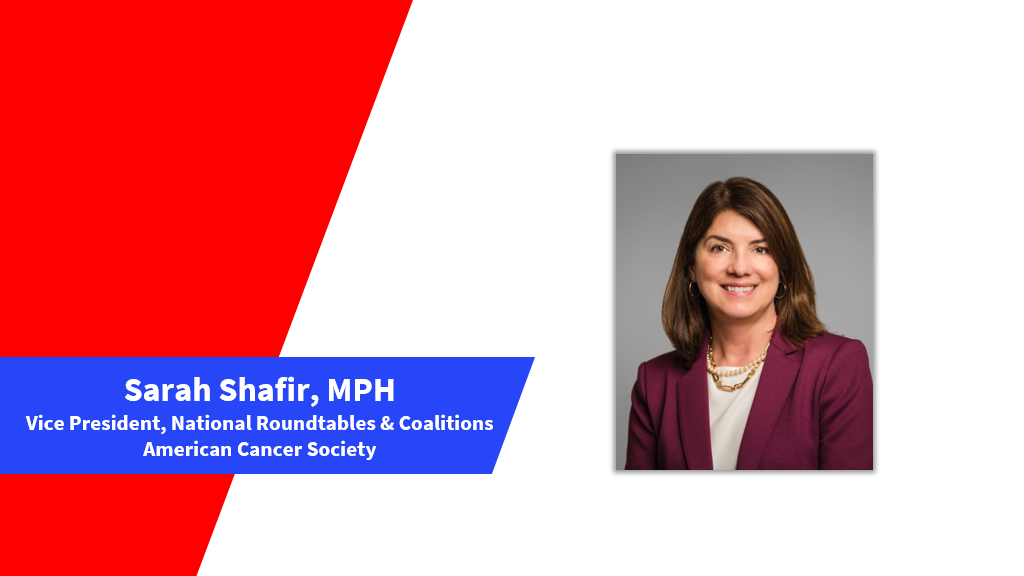 Sarah Shafir, MPH
Vice President, National Roundtables & Coalitions
American Cancer Society